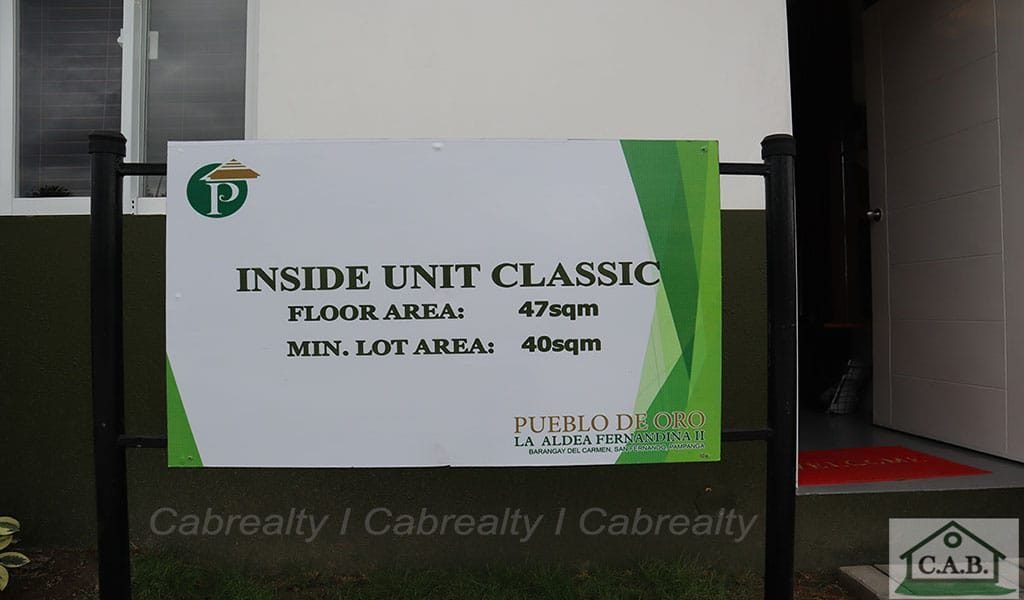 P
INSIDE UNIT CLASSIC
FLOOR AREA: 47sqm
MIN. LOT AREA: 40sqm
PUEBLO DE ORO
LA ALDEA FERNANDINA II
BARANGAY DEL CARMEN, SAN FERNANDO, PAMPANGA
WELCOME
Cabrealty I Cabrealty I Cabrealty
C.A.B.